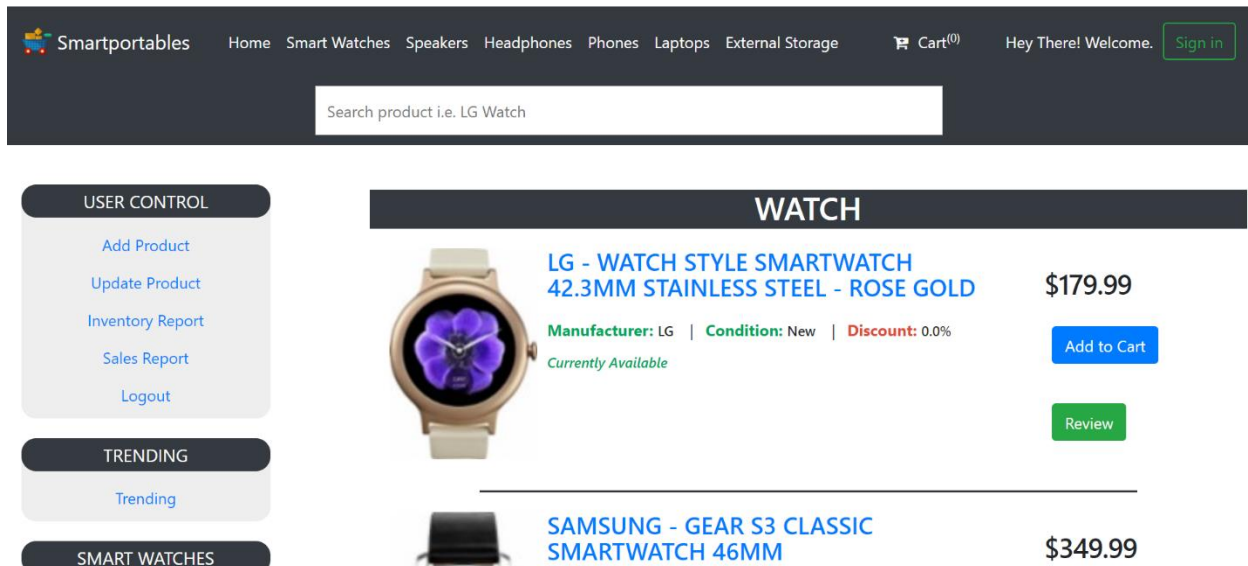 Smartportables Home Smart Watches Speakers Headphones Phones Laptops External Storage Cart(0) Hey There! Welcome. Sign in
Search product i.e. LG Watch
USER CONTROL
Add Product
Update Product
Inventory Report
Sales Report
Logout
TRENDING
Trending
SMART WATCHES
WATCH
LG - WATCH STYLE SMARTWATCH
42.3MM STAINLESS STEEL - ROSE GOLD
Manufacturer: LG | Condition: New | Discount: 0.0%
Currently Available
$179.99
Add to Cart
Review
SAMSUNG - GEAR S3 CLASSIC
SMARTWATCH 46MM
$349.99